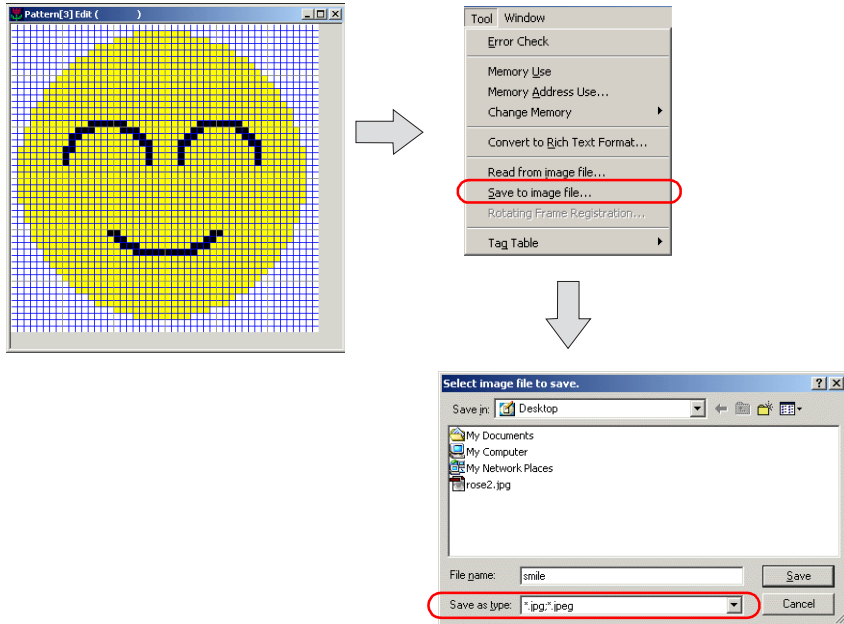 Pattern[3] Edit (          )
Tool Window
Error Check
Memory Use
Memory Address Use...
Change Memory
Convert to Rich Text Format...
Read from image file...
Save to image file...
Rotating Frame Registration...
Tag Table
Select image file to save.
Save in: Desktop
My Documents
My Computer
My Network Places
rose2.jpg
File name: smile Save
Save as type: *.jpg;*.jpeg Cancel